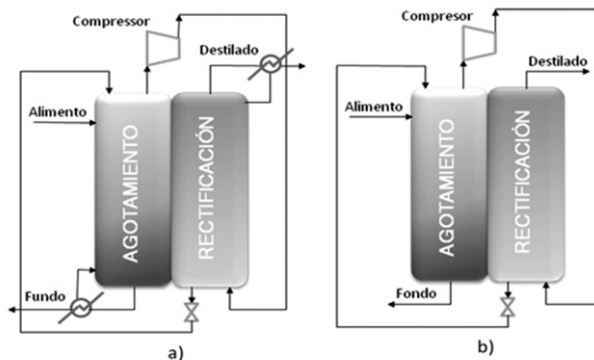 Compressor
Destilado
Alimento
AGOTAMIENTO
RECTIFICACIÓN
Fundo
a)
Compresor
Destilado
Alimento
AGOTAMIENTO
RECTIFICACIÓN
Fondo
b)